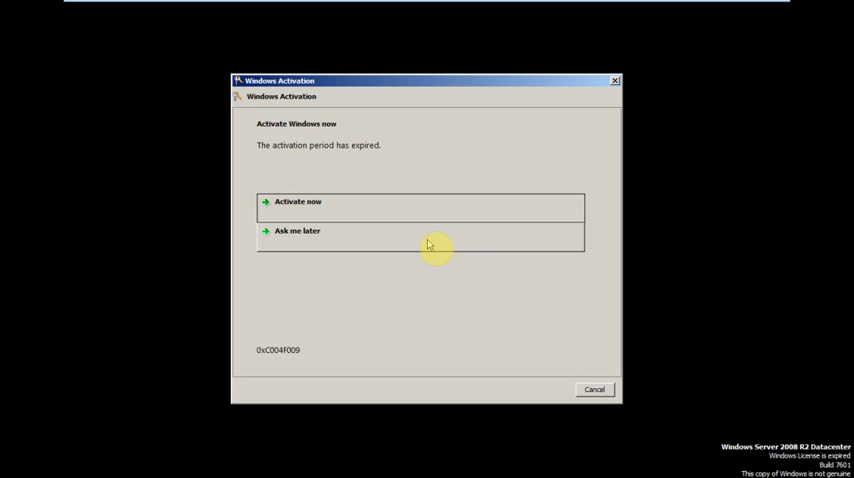 Windows Activation
Windows Activation
Activate Windows now
The activation period has expired.
Activate now
Ask me later
0xC004F009
Cancel
Windows Server 2008 R2 Datacenter
Windows License is expired
Build 7601
This copy of Windows is not genuine